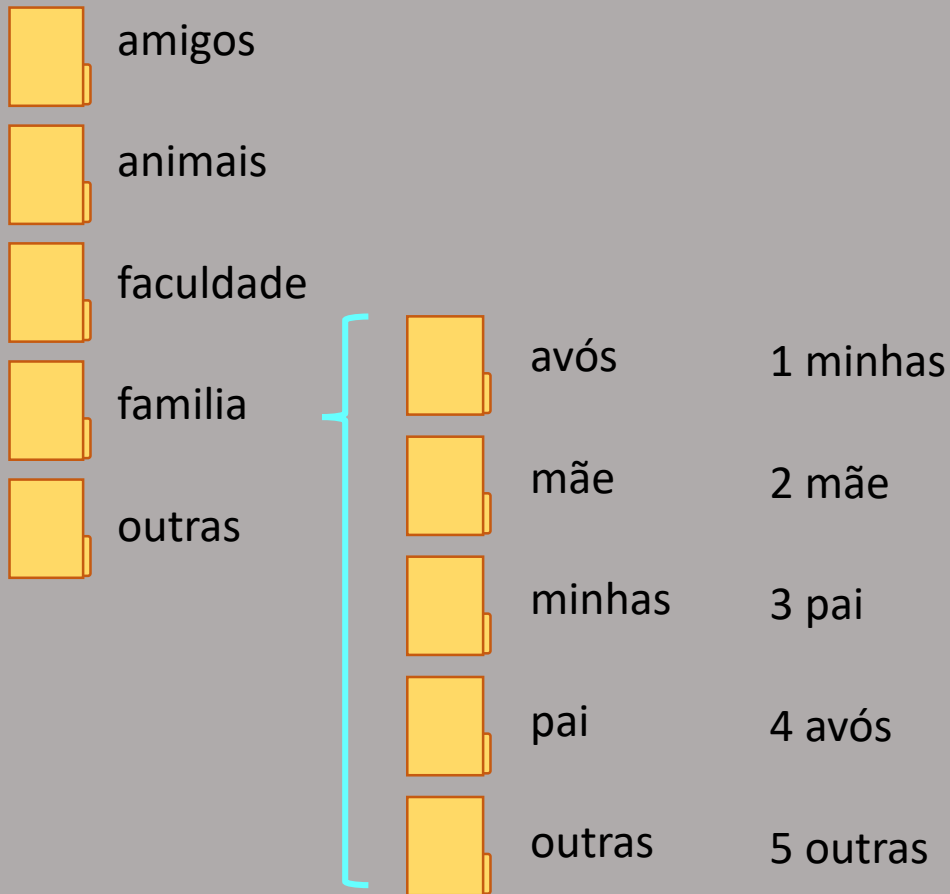 amigos
animais
faculdade
familia
outras
avós 1 minhas
mãe 2 mãe
minhas 3 pai
pai 4 avós
outras 5 outras